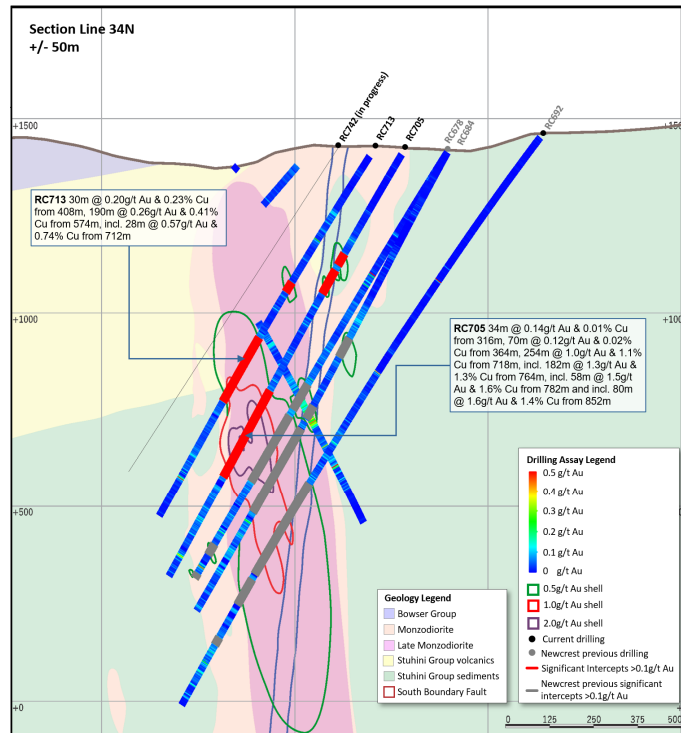 Section Line 34N
+/- 50m
RC742 (in progress)
RC713
RC705
RC678
RC684
RC692
+1500
RC713 30m @ 0.20g/t Au & 0.23% Cu
from 408m, 190m @ 0.26g/t Au & 0.41%
Cu from 574m, incl. 28m @ 0.57g/t Au &
0.74% Cu from 712m
+1000
RC705 34m @ 0.14g/t Au & 0.01% Cu
from 316m, 70m @ 0.12g/t Au & 0.02%
Cu from 364m, 254m @ 1.0g/t Au & 1.1%
Cu from 718m, incl. 182m @ 1.3g/t Au &
1.3% Cu from 764m, incl. 58m @ 1.5g/t
Au & 1.6% Cu from 782m and incl. 80m
@ 1.6g/t Au & 1.4% Cu from 852m
+500
Drilling Assay Legend
0.5 g/t Au
0.4 g/t Au
0.3 g/t Au
0.2 g/t Au
0.1 g/t Au
0 g/t Au
0.5g/t Au shell
1.0g/t Au shell
2.0g/t Au shell
Current drilling
Newcrest previous drilling
Significant Intercepts >0.1g/t Au
Newcrest previous significant
intercepts >0.1g/t Au
Geology Legend
Bowser Group
Monzodiorite
Late Monzodiorite
Stuhini Group volcanics
Stuhini Group sediments
South Boundary Fault
+0
0 125 250 375 500